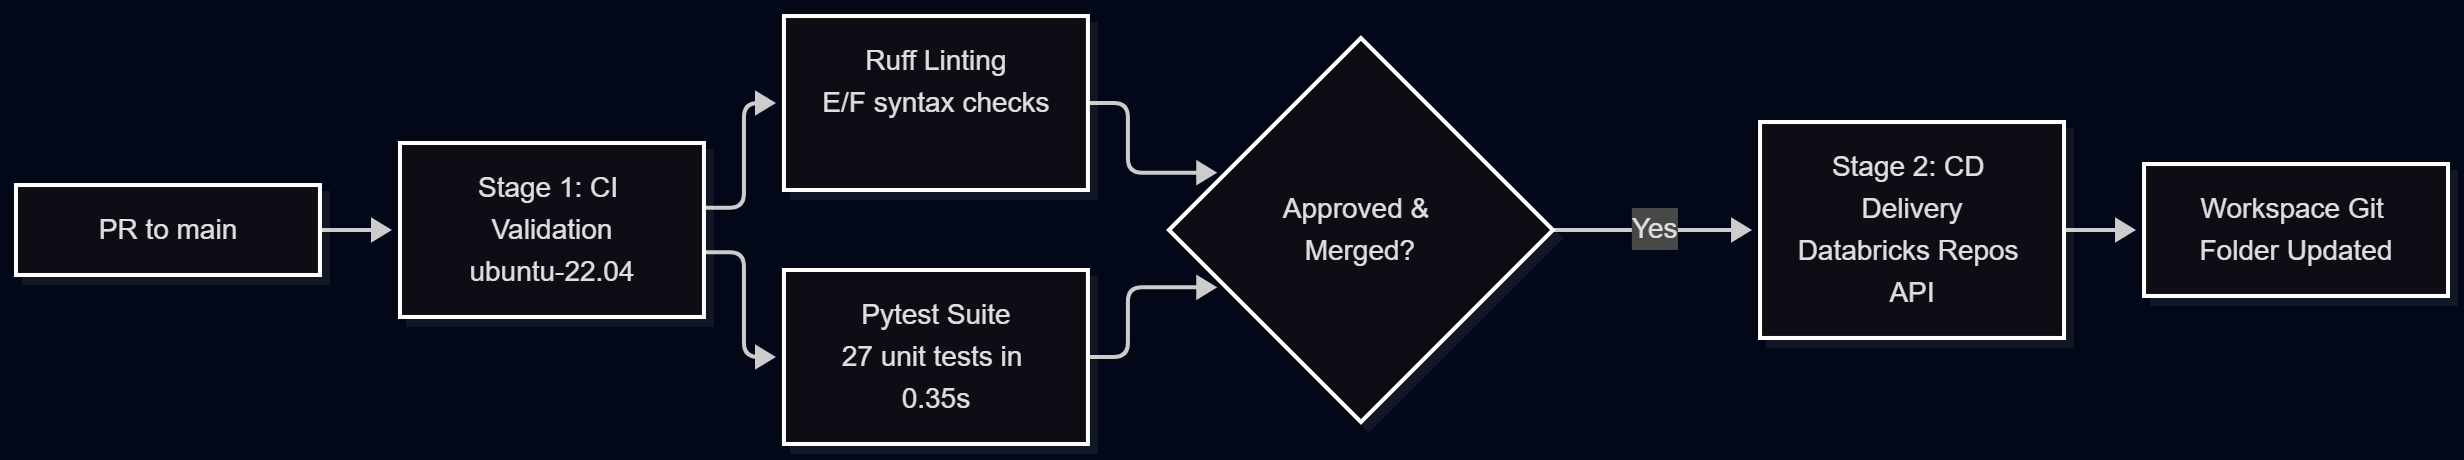 PR to main
Stage 1: CI
Validation
ubuntu-22.04
Ruff Linting
E/F syntax checks
Pytest Suite
27 unit tests in
0.35s
Approved &
Merged?
Yes
Stage 2: CD
Delivery
Databricks Repos
API
Workspace Git
Folder Updated